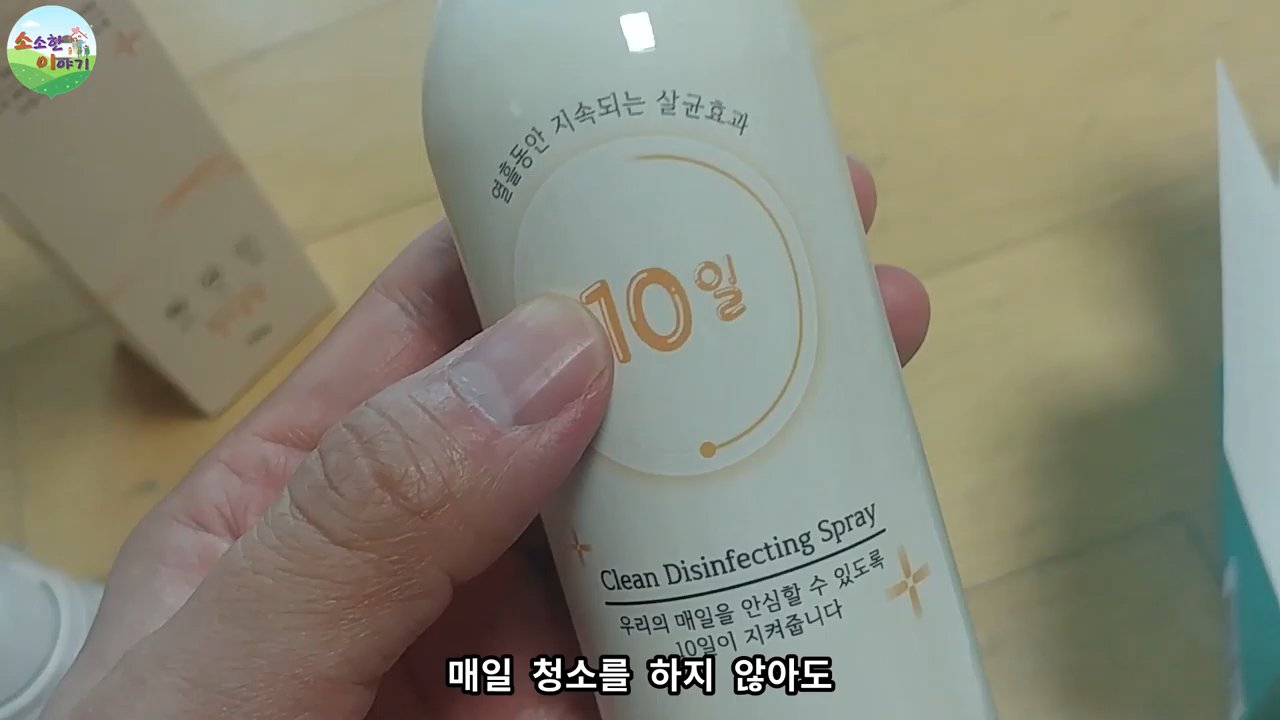 소소한
이야기
열흘동안 지속되는 살균효과
10일
Clean Disinfecting Spray
우리의 매일을 안심할 수 있도록
10일이 지켜줍니다
매일 청소를 하지 않아도